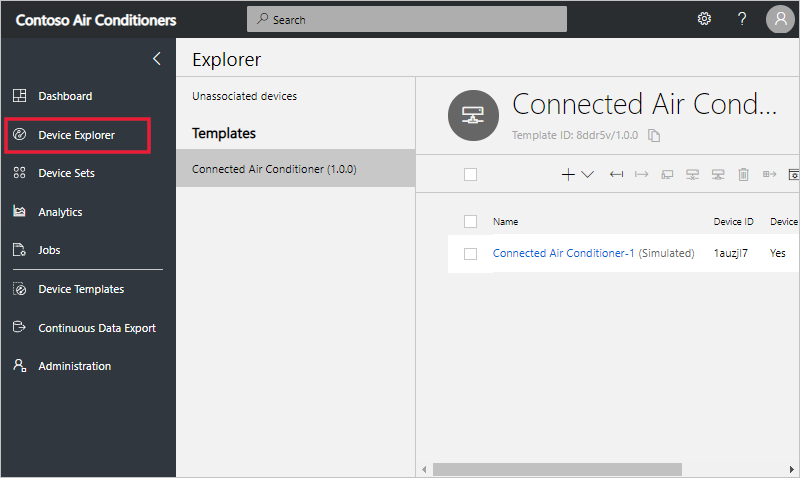 Contoso Air Conditioners
Search
?
Dashboard
Device Explorer
Device Sets
Analytics
Jobs
Device Templates
Continuous Data Export
Administration
Explorer
Unassociated devices
Templates
Connected Air Conditioner (1.0.0)
Connected Air Cond...
Template ID: 8ddr5v/1.0.0
Name Device ID Device
Connected Air Conditioner-1 (Simulated) 1auzjl7 Yes